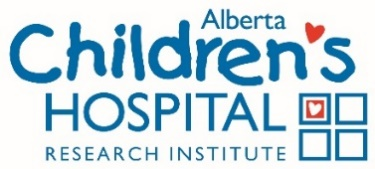 Alberta
Children's
HOSPITAL
RESEARCH INSTITUTE